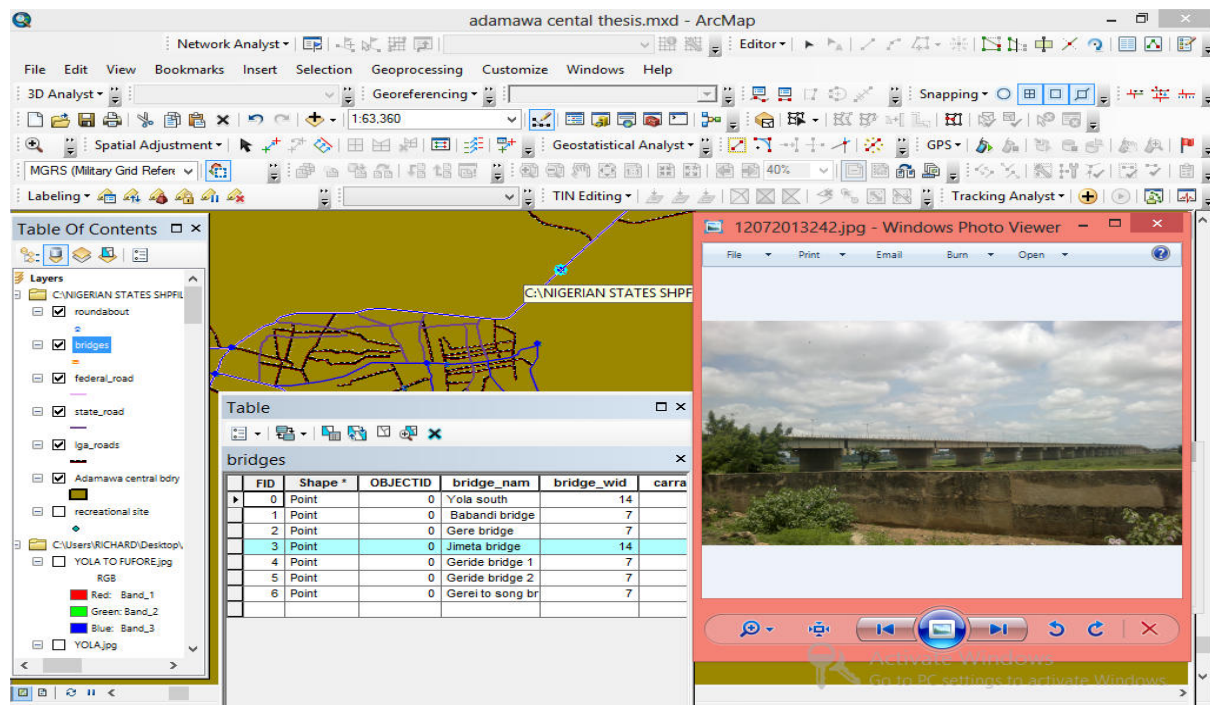 adamawa cental thesis.mxd - ArcMap
Network Analyst
Editor
File Edit View Bookmarks Insert Selection Geoprocessing Customize Windows Help
3D Analyst
Georeferencing
Snapping
1:63,360
Spatial Adjustment
Geostatistical Analyst
GPS
MGRS (Military Grid Referen
40%
Labeling
TIN Editing
Tracking Analyst
Table Of Contents
Layers
C:\NIGERIAN STATES SHPFIL
roundabout
bridges
federal_road
state_road
lga_roads
Adamawa central bdry
recreational site
C:\Users\RICHARD\Desktop\
YOLA TO FUFORE.jpg
RGB
Red: Band_1
Green: Band_2
Blue: Band_3
YOLA.jpg
C:\NIGERIAN STATES SHPF
Table
bridges
FID Shape * OBJECTID bridge_nam bridge_wid carra
0 Point 0 Yola south 14
1 Point 0 Babandi bridge 7
2 Point 0 Gere bridge 7
3 Point 0 Jimeta bridge 14
4 Point 0 Geride bridge 1 7
5 Point 0 Geride bridge 2 7
6 Point 0 Gerei to song br 7
12072013242.jpg - Windows Photo Viewer
File Print Email Burn Open
Activate Windows
Go to PC settings to activate Windows.